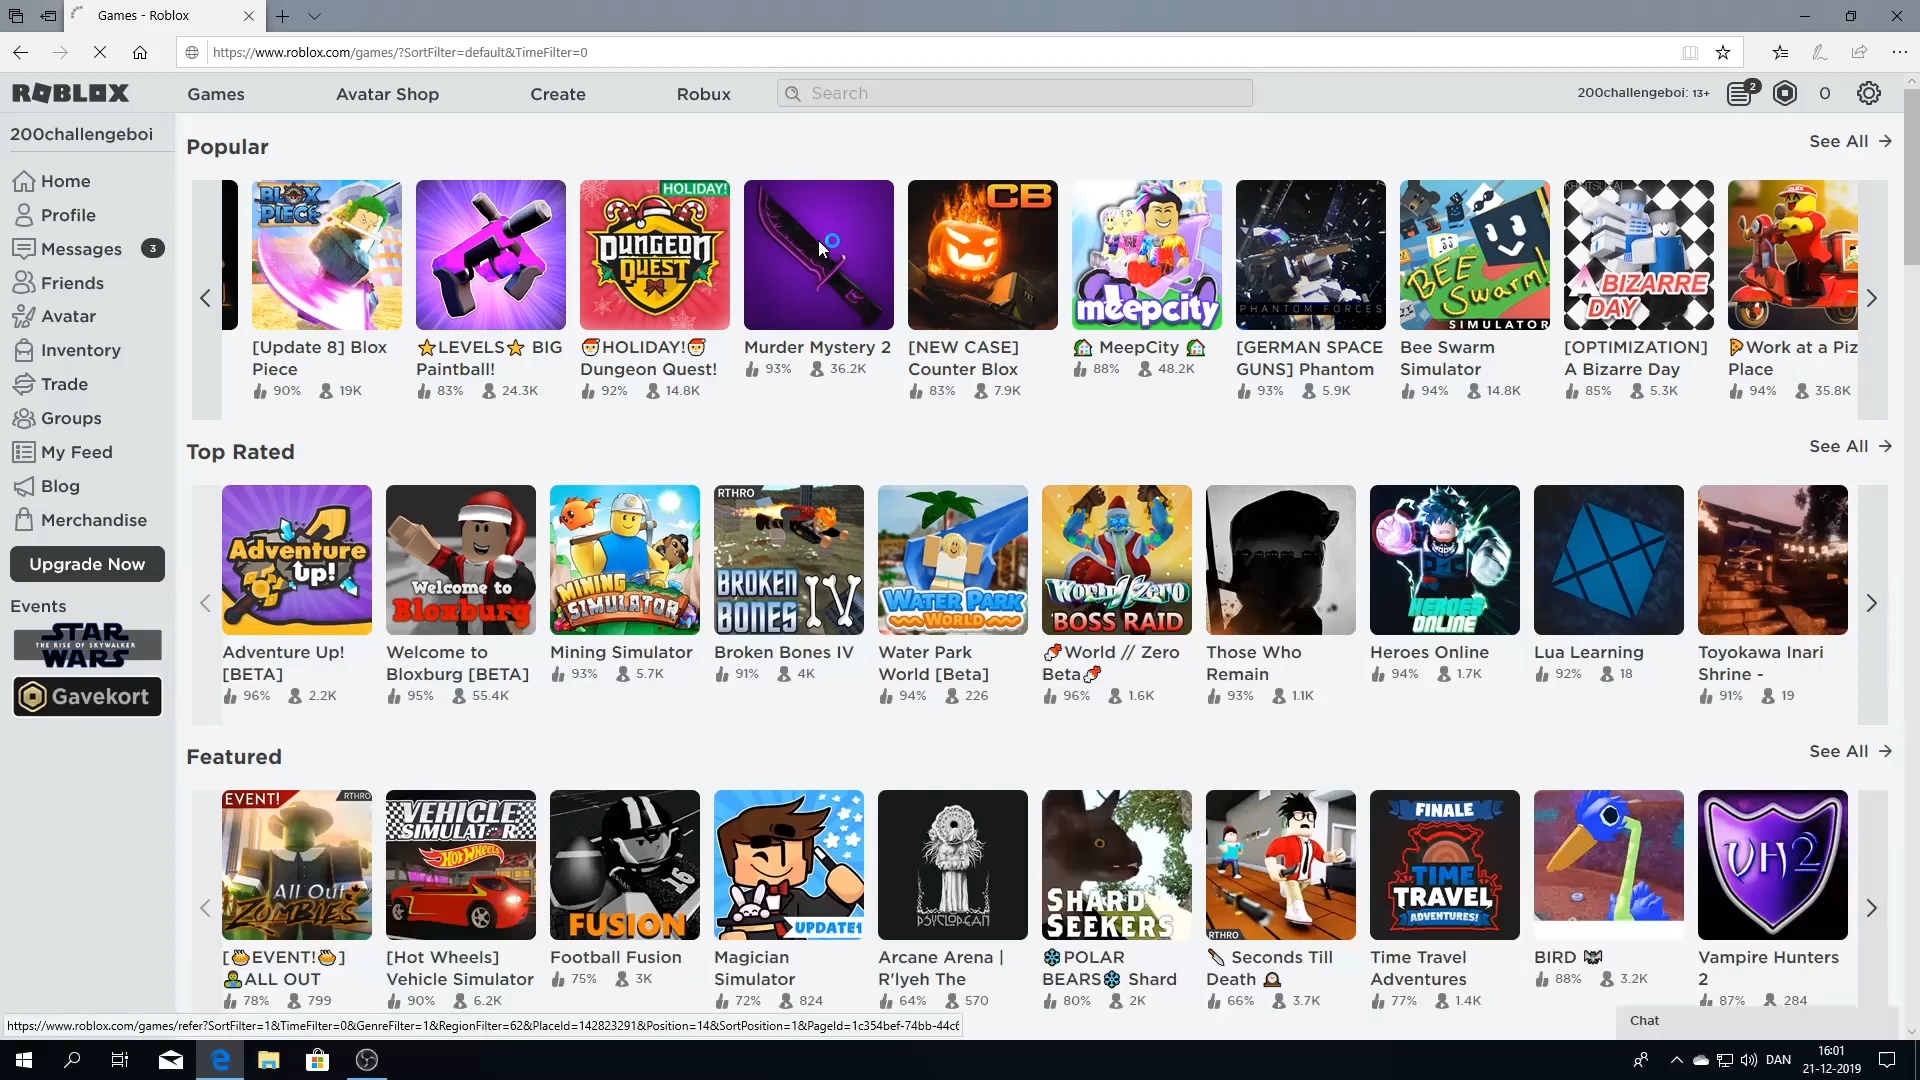 Games - Roblox
https://www.roblox.com/games/?SortFilter=default&TimeFilter=0
ROBLOX
Games
Avatar Shop
Create
Robux
Search
200challengeboi: 13+
2
0
200challengeboi
Home
Profile
Messages 3
Friends
Avatar
Inventory
Trade
Groups
My Feed
Blog
Merchandise
Upgrade Now
Events
STAR
THE RISE OF SKYWALKER
WARS
Gavekort
Popular
See All
BLOX
PIECE
HOLIDAY!
DUNGEON
QUEST
CB
meepcity
PHANTOM FORCES
BEE
Swarm!
SIMULATOR
A BIZARRE
DAY
[Update 8] Blox
Piece
90% 19K
⭐LEVELS⭐ BIG
Paintball!
83% 24.3K
🎅HOLIDAY!🎅
Dungeon Quest!
92% 14.8K
Murder Mystery 2
93% 36.2K
[NEW CASE]
Counter Blox
83% 7.9K
🏠 MeepCity 🏠
88% 48.2K
[GERMAN SPACE
GUNS] Phantom
93% 5.9K
Bee Swarm
Simulator
94% 14.8K
[OPTIMIZATION]
A Bizarre Day
85% 5.3K
🍕Work at a Piz
Place
94% 35.8K
Top Rated
See All
Adventure
Up!
Welcome to
Bloxburg
MINING
SIMULATOR
RTHRO
BROKEN
BONES IV
WATER PARK
WORLD
World Zero
BOSS RAID
HEROES
ONLINE
Adventure Up!
[BETA]
96% 2.2K
Welcome to
Bloxburg [BETA]
95% 55.4K
Mining Simulator
93% 5.7K
Broken Bones IV
91% 4K
Water Park
World [Beta]
94% 226
World // Zero
Beta
96% 1.6K
Those Who
Remain
93% 1.1K
Heroes Online
94% 1.7K
Lua Learning
92% 18
Toyokawa Inari
Shrine -
91% 19
Featured
See All
EVENT!
RTHRO
All Out
ZOMBIES
VEHICLE
SIMULATOR
HOT WHEELS
16
FUSION
UPDATE1
PSYCLOPEAN
SHARD
SEEKERS
RTHRO
FINALE
TIME
TRAVEL
ADVENTURES!
VH2
[EVENT!]
ALL OUT
78% 799
[Hot Wheels]
Vehicle Simulator
90% 6.2K
Football Fusion
75% 3K
Magician
Simulator
72% 824
Arcane Arena |
R'lyeh The
64% 570
❄POLAR
BEARS❄ Shard
80% 2K
🔪 Seconds Till
Death 🕰
66% 3.7K
Time Travel
Adventures
77% 1.4K
BIRD
88% 3.2K
Vampire Hunters
2
87% 284
https://www.roblox.com/games/refer?SortFilter=1&TimeFilter=0&GenreFilter=1&RegionFilter=62&PlaceId=142823291&Position=14&SortPosition=1&PageId=1c354bef-74bb-44c6
Chat
DAN
16:01
21-12-2019